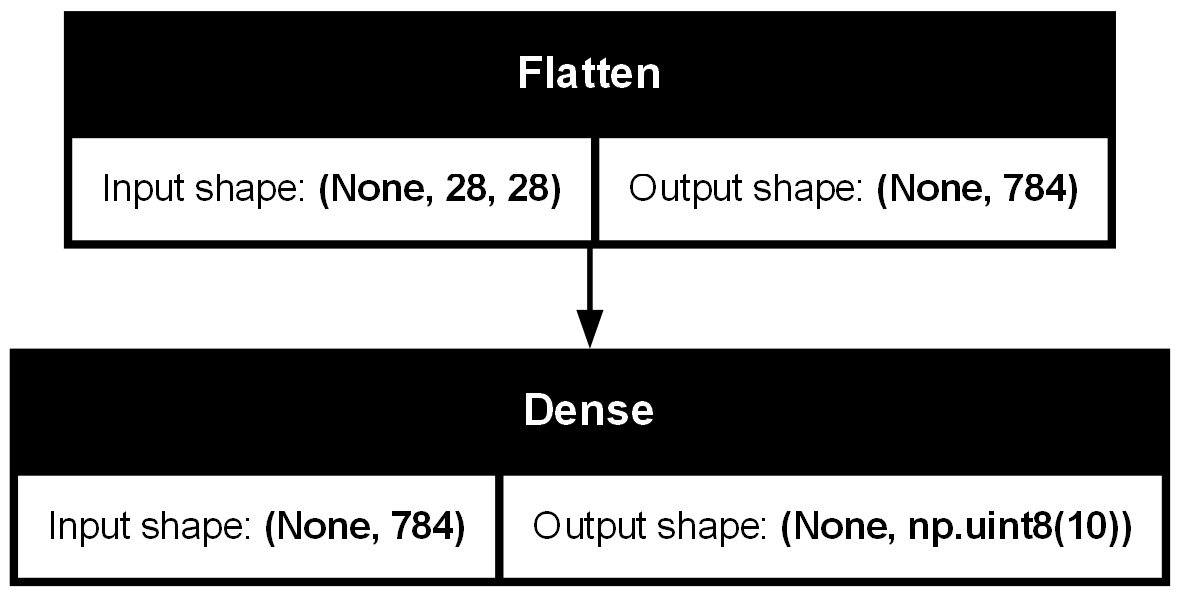 Flatten
Input shape: (None, 28, 28) Output shape: (None, 784)
Dense
Input shape: (None, 784) Output shape: (None, np.uint8(10))